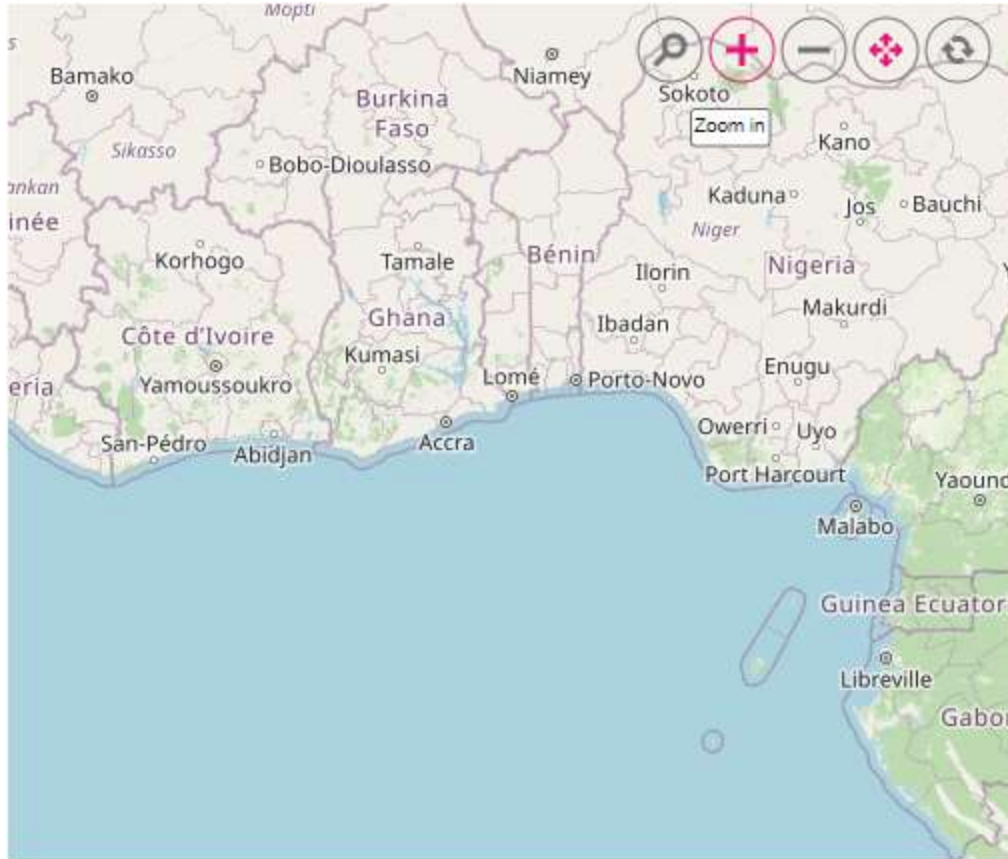 Mopti
s
Bamako
Niamey
Sokoto
Zoom in
Burkina
Faso
Kano
Sikasso
Bobo-Dioulasso
ankan
Kaduna
Jos
Bauchi
inée
Niger
Korhogo
Tamale
Bénin
Ilorin
Nigeria
Makurdi
Ghana
Ibadan
Côte d'Ivoire
Kumasi
Enugu
eria
Yamoussoukro
Lomé
Porto-Novo
San-Pédro
Abidjan
Accra
Owerri
Uyo
Port Harcourt
Yaound
Malabo
Guinea Ecuator
Libreville
Gabo